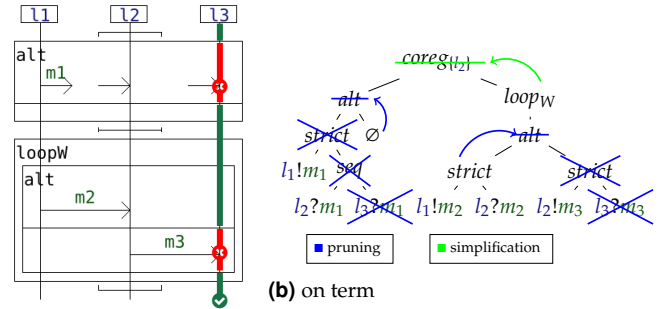 l1 l2 l3
alt
m1
loopW
alt
m2
m3
coreg{l₂}
alt loopW
strict ∅ alt
l₁!m₁ seq strict strict
l₂?m₁ l₃?m₁ l₁!m₂ l₂?m₂ l₂!m₃ l₃?m₃
pruning simplification
(b) on term